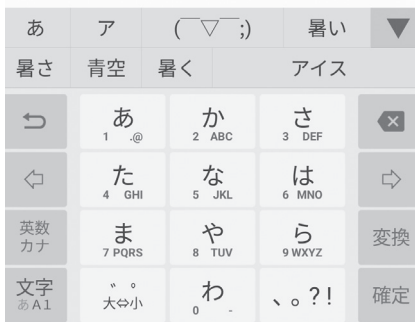 あ ア (￣▽￣;) 暑い ▼
暑さ 青空 暑く アイス
あ か さ
1 .@ 2 ABC 3 DEF
た な は
4 GHI 5 JKL 6 MNO
英数 ま や ら 変換
カナ 7 PQRS 8 TUV 9 WXYZ
文字 ゛゜ わ 、。?! 確定
あA1 大⇔小 0 -